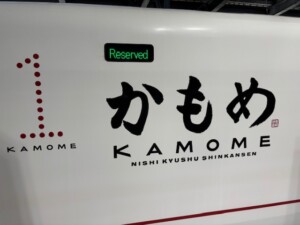 Reserved
1
KAMOME
かもめ
KAMOME
NISHI KYUSHU SHINKANSEN